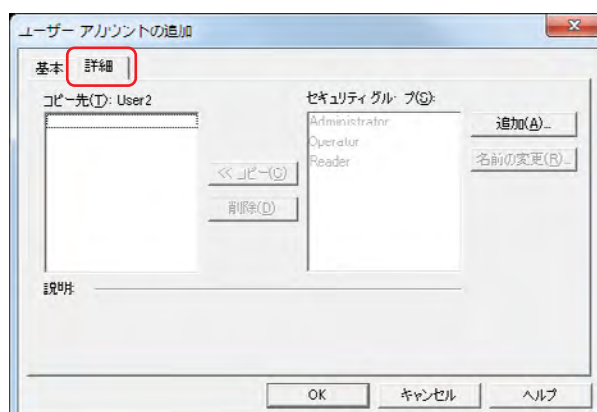 ユーザー アカウントの追加
基本
詳細
コピー先(T): User2
セキュリティ グループ(S):
Administrator
Operator
Reader
追加(A)...
<< コピー(C)
名前の変更(R)...
削除(D)
説明:
OK
キャンセル
ヘルプ